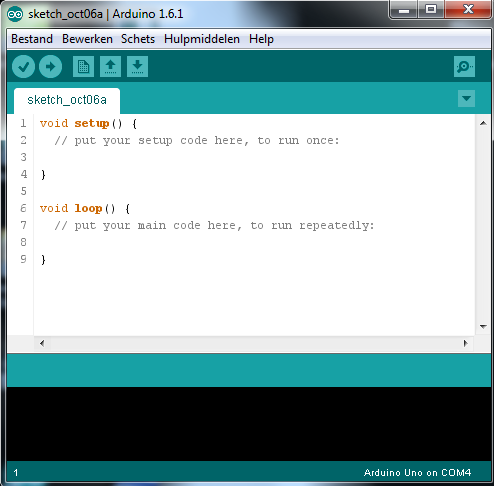 sketch_oct06a | Arduino 1.6.1
Bestand Bewerken Schets Hulpmiddelen Help
sketch_oct06a
1 void setup() {
2 // put your setup code here, to run once:
3
4 }
5
6 void loop() {
7 // put your main code here, to run repeatedly:
8
9 }
1 Arduino Uno on COM4